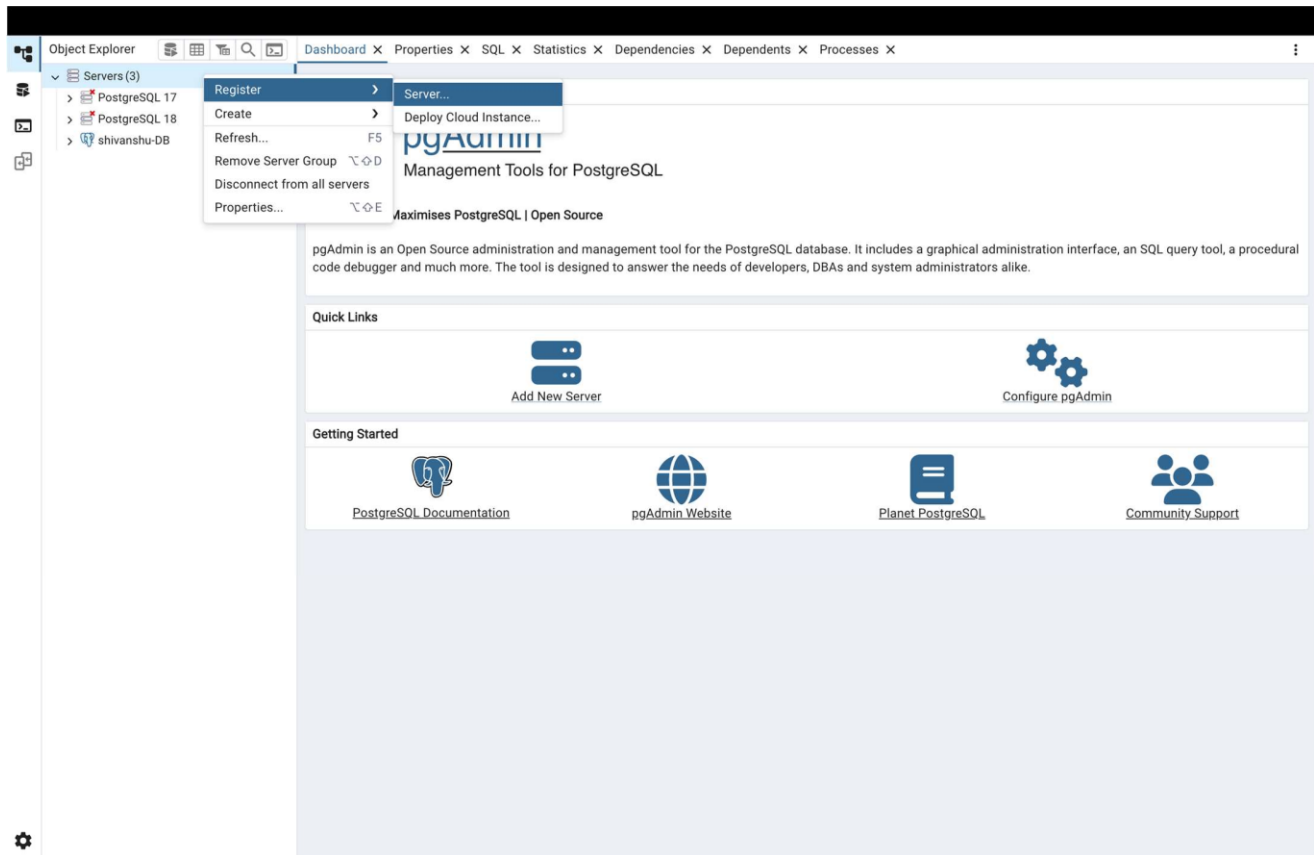 Object Explorer
Dashboard Properties SQL Statistics Dependencies Dependents Processes
Servers (3)
PostgreSQL 17
PostgreSQL 18
shivanshu-DB
Register
Create
Refresh... F5
Remove Server Group ⌥⇧D
Disconnect from all servers
Properties... ⌥⇧E
Server...
Deploy Cloud Instance...
pgAdmin
Management Tools for PostgreSQL
Maximises PostgreSQL | Open Source
pgAdmin is an Open Source administration and management tool for the PostgreSQL database. It includes a graphical administration interface, an SQL query tool, a procedural
code debugger and much more. The tool is designed to answer the needs of developers, DBAs and system administrators alike.
Quick Links
Add New Server
Configure pgAdmin
Getting Started
PostgreSQL Documentation
pgAdmin Website
Planet PostgreSQL
Community Support